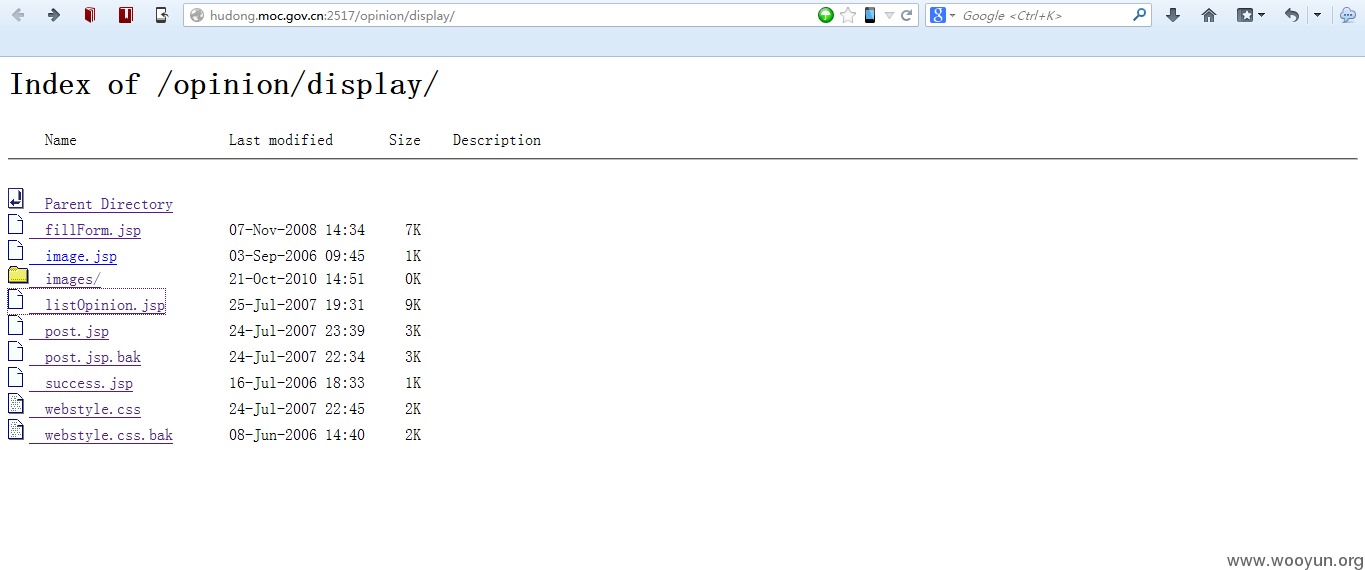 hudong.moc.gov.cn:2517/opinion/display/
Google <Ctrl+K>
Index of /opinion/display/
Name Last modified Size Description
Parent Directory
fillForm.jsp 07-Nov-2008 14:34 7K
image.jsp 03-Sep-2006 09:45 1K
images/ 21-Oct-2010 14:51 0K
listOpinion.jsp 25-Jul-2007 19:31 9K
post.jsp 24-Jul-2007 23:39 3K
post.jsp.bak 24-Jul-2007 22:34 3K
success.jsp 16-Jul-2006 18:33 1K
webstyle.css 24-Jul-2007 22:45 2K
webstyle.css.bak 08-Jun-2006 14:40 2K
www.wooyun.org